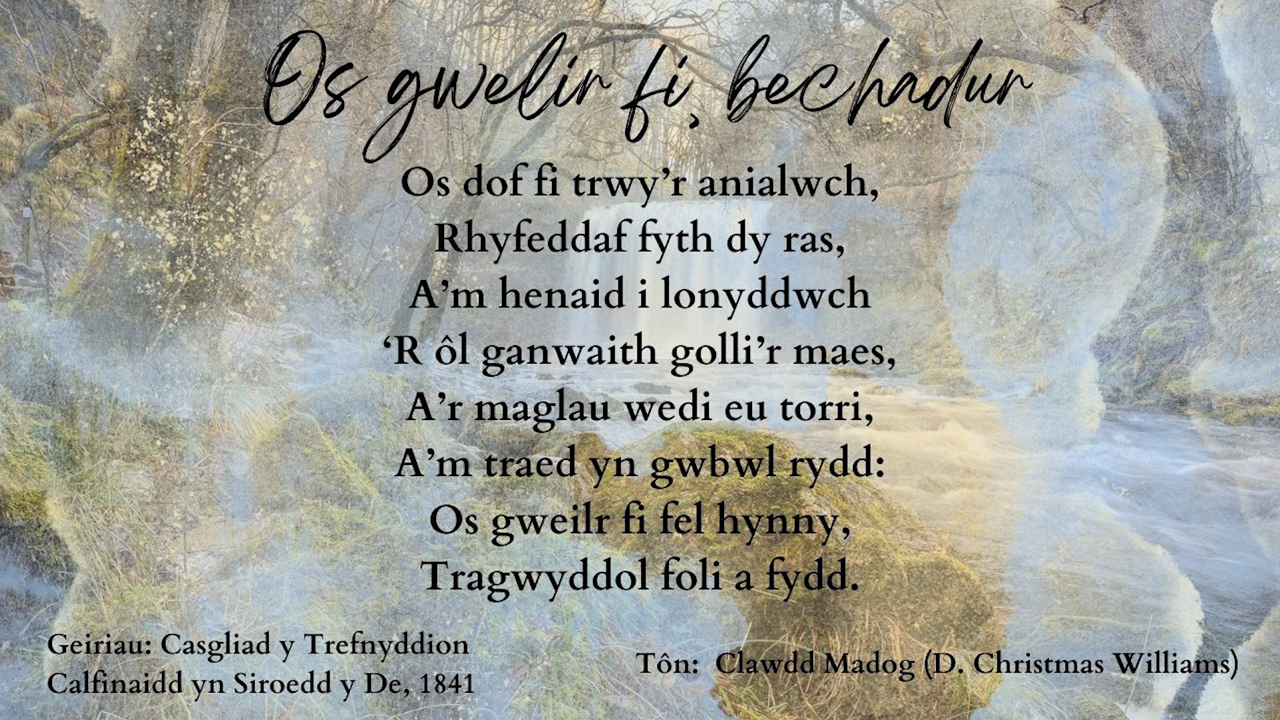 Os gwelir fi, bechadur
Os dof fi trwy’r anialwch,
Rhyfeddaf fyth dy ras,
A’m henaid i lonyddwch
‘R ôl ganwaith golli’r maes,
A’r maglau wedi eu torri,
A’m traed yn gwbwl rydd:
Os gweilr fi fel hynny,
Tragwyddol foli a fydd.
Geiriau: Casgliad y Trefnyddion
Calfinaidd yn Siroedd y De, 1841
Tôn: Clawdd Madog (D. Christmas Williams)